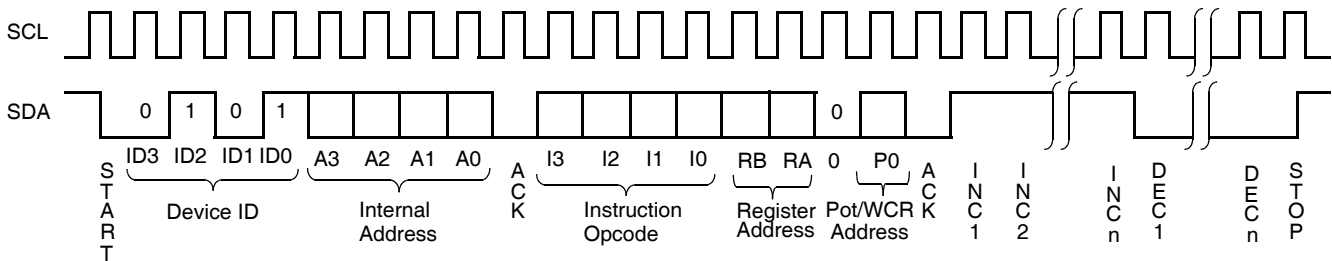 SCL
SDA
0 1 0 1 0
ID3 ID2 ID1 ID0 A3 A2 A1 A0 I3 I2 I1 I0 RB RA 0 P0
START
Device ID
Internal
Address
ACK
Instruction
Opcode
Register
Address
Pot/WCR
Address
ACK
INC1
INC2
INCn
DEC1
DECn
STOP